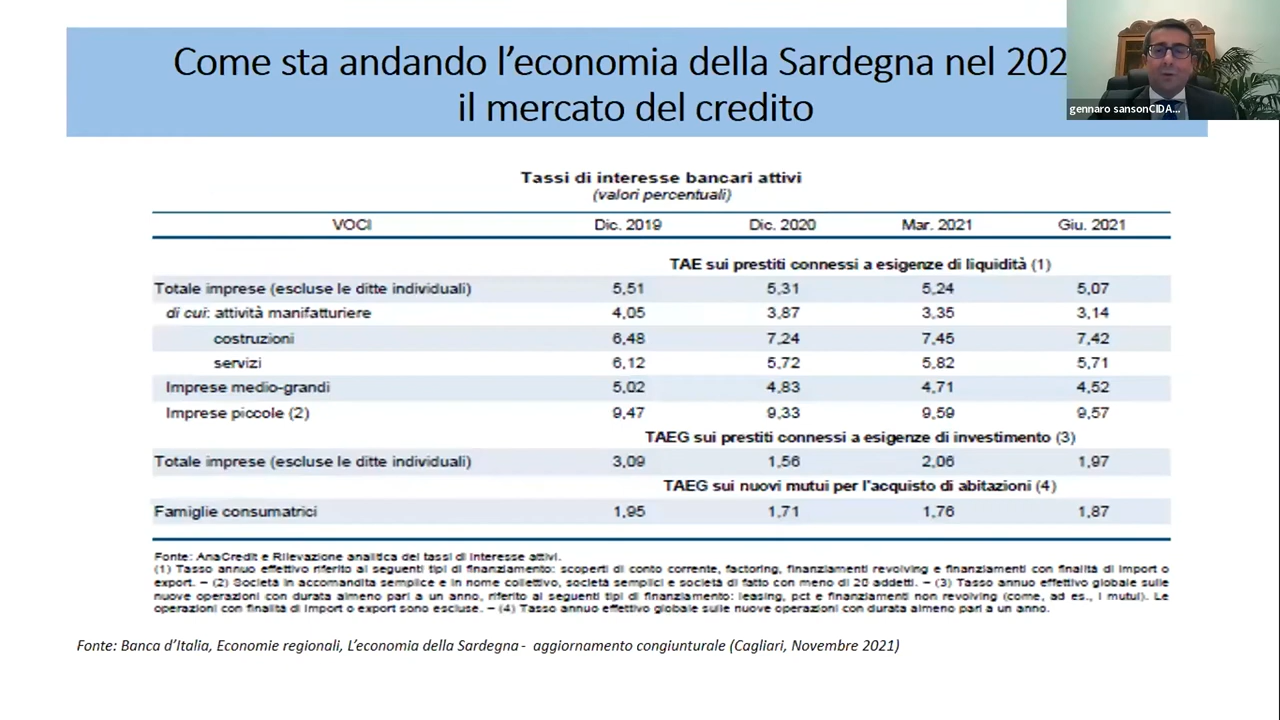 Come sta andando l'economia della Sardegna nel 202
il mercato del credito
gennaro sansonCIDA...
Tassi di interesse bancari attivi
(valori percentuali)
VOCI Dic. 2019 Dic. 2020 Mar. 2021 Giu. 2021
TAE sui prestiti connessi a esigenze di liquidità (1)
Totale imprese (escluse le ditte individuali) 5,51 5,31 5,24 5,07
di cui: attività manifatturiere 4,05 3,87 3,35 3,14
costruzioni 6,48 7,24 7,45 7,42
servizi 6,12 5,72 5,82 5,71
Imprese medio-grandi 5,02 4,83 4,71 4,52
Imprese piccole (2) 9,47 9,33 9,59 9,57
TAEG sui prestiti connessi a esigenze di investimento (3)
Totale imprese (escluse le ditte individuali) 3,09 1,56 2,06 1,97
TAEG sui nuovi mutui per l'acquisto di abitazioni (4)
Famiglie consumatrici 1,95 1,71 1,76 1,87
Fonte: AnaCredit e Rilevazione analitica dei tassi di interesse attivi.
(1) Tasso annuo effettivo riferito ai seguenti tipi di finanziamento: scoperti di conto corrente, factoring, finanziamenti revolving e finanziamenti con finalità di import o
export. – (2) Società in accomandita semplice e in nome collettivo, società semplici e società di fatto con meno di 20 addetti. – (3) Tasso annuo effettivo globale sulle
nuove operazioni con durata almeno pari a un anno, riferito ai seguenti tipi di finanziamento: leasing, pct e finanziamenti non revolving (come, ad es., i mutui). Le
operazioni con finalità di import o export sono escluse. – (4) Tasso annuo effettivo globale sulle nuove operazioni con durata almeno pari a un anno.
Fonte: Banca d'Italia, Economie regionali, L'economia della Sardegna - aggiornamento congiunturale (Cagliari, Novembre 2021)